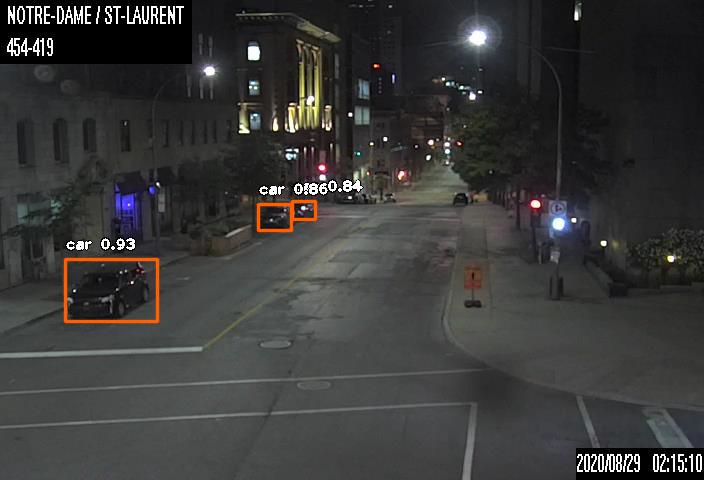 NOTRE-DAME / ST-LAURENT
454-419
car 0.86
0.84
car 0.93
2020/08/29 02:15:10